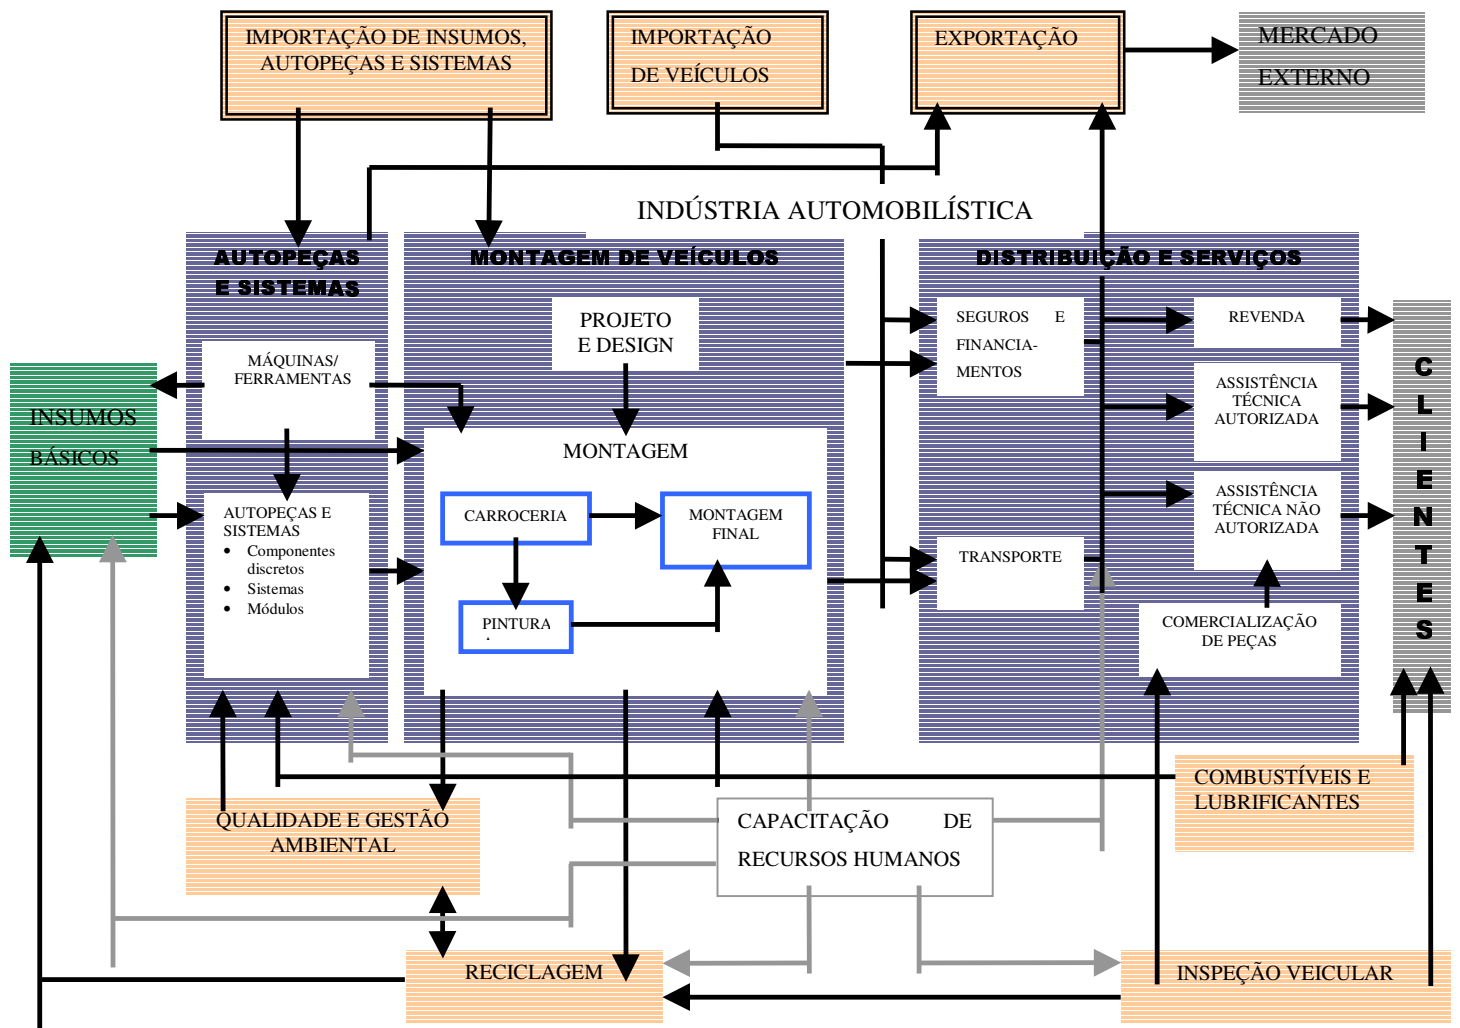 IMPORTAÇÃO DE INSUMOS,
AUTOPEÇAS E SISTEMAS
IMPORTAÇÃO
DE VEÍCULOS
EXPORTAÇÃO
MERCADO
EXTERNO
INDÚSTRIA AUTOMOBILÍSTICA
AUTOPEÇAS
E SISTEMAS
MÁQUINAS/
FERRAMENTAS
AUTOPEÇAS E
SISTEMAS
• Componentes
discretos
• Sistemas
• Módulos
INSUMOS
BÁSICOS
MONTAGEM DE VEÍCULOS
PROJETO
E DESIGN
MONTAGEM
CARROCERIA
MONTAGEM
FINAL
PINTURA
DISTRIBUIÇÃO E SERVIÇOS
SEGUROS E
FINANCIA-
MENTOS
TRANSPORTE
REVENDA
ASSISTÊNCIA
TÉCNICA
AUTORIZADA
ASSISTÊNCIA
TÉCNICA NÃO
AUTORIZADA
COMERCIALIZAÇÃO
DE PEÇAS
C
L
I
E
N
T
E
S
COMBUSTÍVEIS E
LUBRIFICANTES
QUALIDADE E GESTÃO
AMBIENTAL
CAPACITAÇÃO DE
RECURSOS HUMANOS
RECICLAGEM
INSPEÇÃO VEICULAR